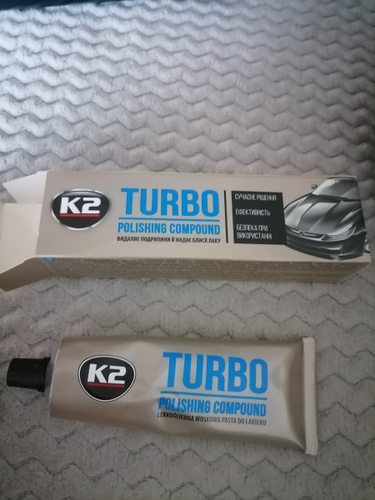 K2
TURBO
POLISHING COMPOUND
ВИДАЛЯЄ ПОДРЯПИНИ Й НАДАЄ БЛИСК ЛАКУ
СУЧАСНЕ РІШЕННЯ
ЕФЕКТИВНІСТЬ
БЕЗПЕКА ПРИ
ВИКОРИСТАННІ
K2
TURBO
POLISHING COMPOUND
LEKKOŚCIERNA WOSKOWA PASTA DO LAKIERU